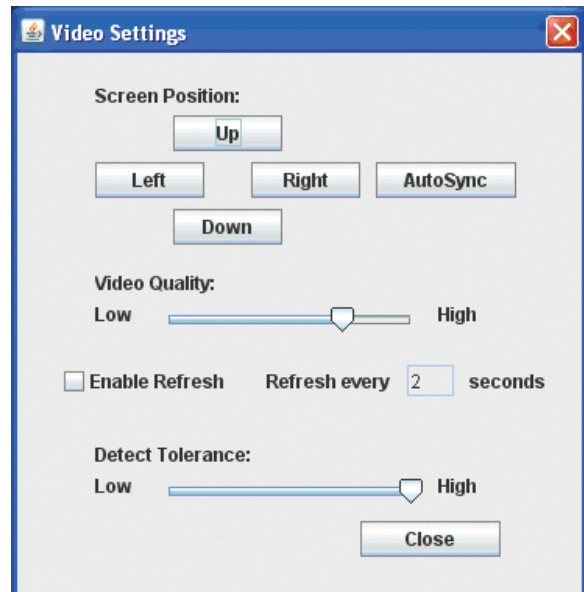 Video Settings
Screen Position:
Up
Left Right AutoSync
Down
Video Quality:
Low High
Enable Refresh Refresh every 2 seconds
Detect Tolerance:
Low High
Close